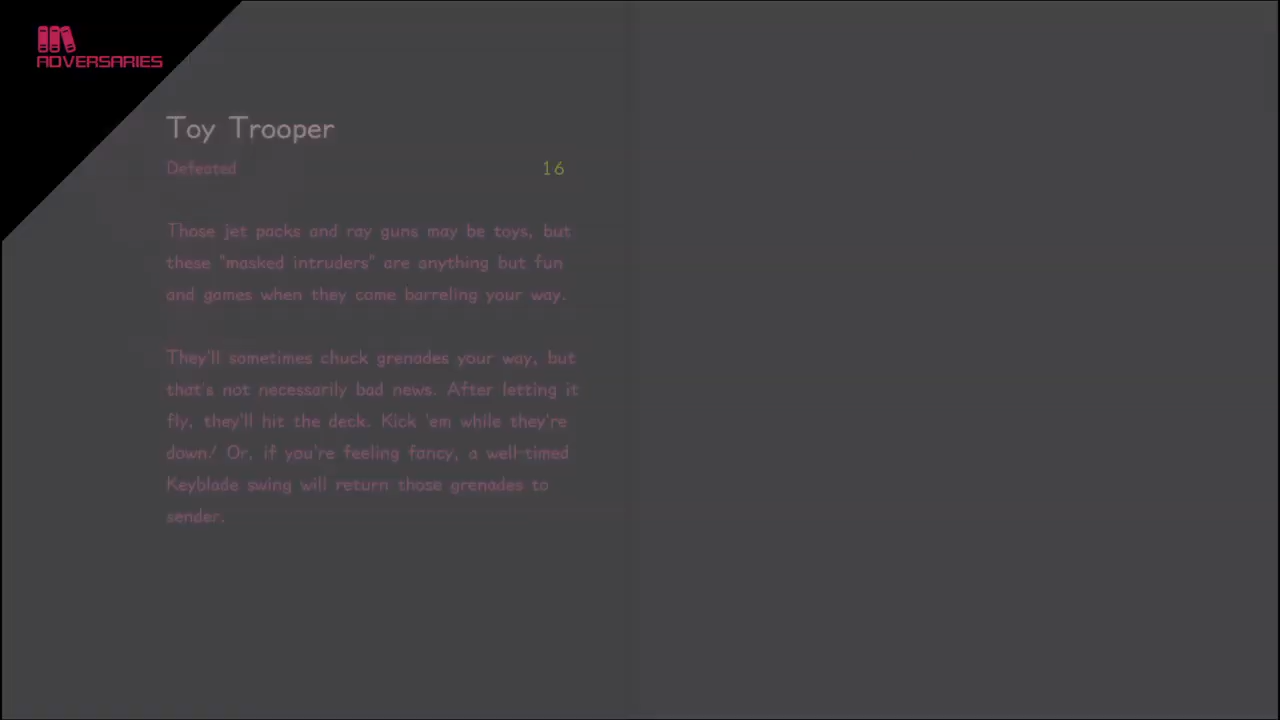 ADVERSARIES
Toy Trooper
Defeated 16
Those jet packs and ray guns may be toys, but
these "masked intruders" are anything but fun
and games when they come barreling your way.
They'll sometimes chuck grenades your way, but
that's not necessarily bad news. After letting it
fly, they'll hit the deck. Kick 'em while they're
down! Or, if you're feeling fancy, a well-timed
Keyblade swing will return those grenades to
sender.